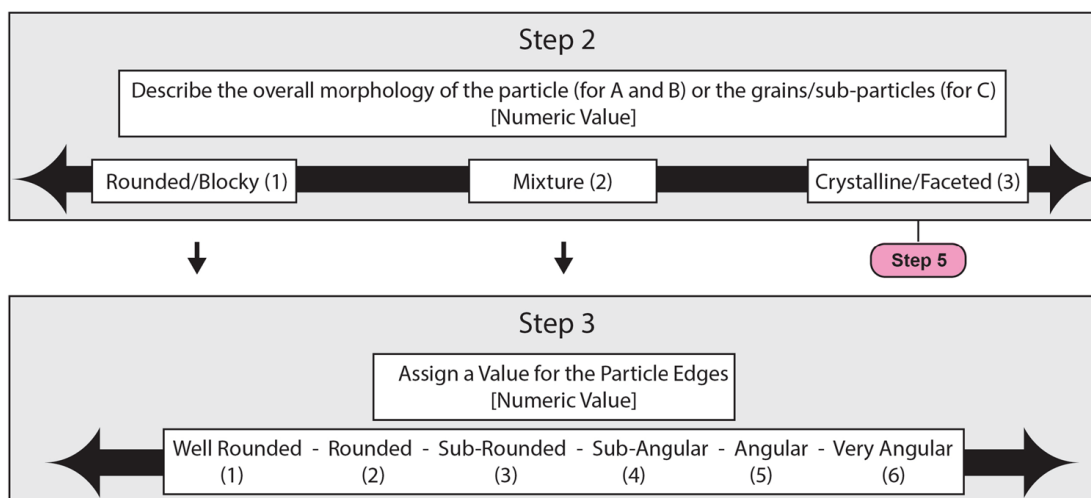 Step 2
Describe the overall morphology of the particle (for A and B) or the grains/sub-particles (for C)
[Numeric Value]
Rounded/Blocky (1)
Mixture (2)
Crystalline/Faceted (3)
Step 5
Step 3
Assign a Value for the Particle Edges
[Numeric Value]
Well Rounded - Rounded - Sub-Rounded - Sub-Angular - Angular - Very Angular
(1) (2) (3) (4) (5) (6)